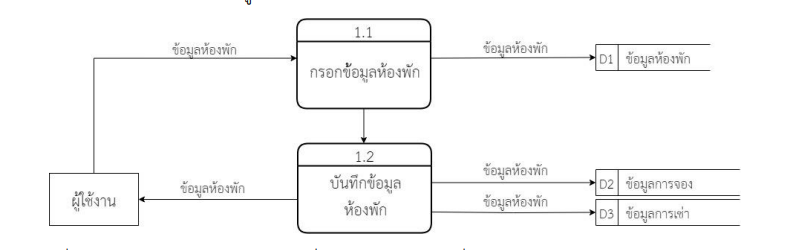 1.1
ข้อมูลห้องพัก
กรอกข้อมูลห้องพัก
ข้อมูลห้องพัก
D1 ข้อมูลห้องพัก
1.2
บันทึกข้อมูล
ห้องพัก
ข้อมูลห้องพัก
D2 ข้อมูลการจอง
ผู้ใช้งาน
ข้อมูลห้องพัก
ข้อมูลห้องพัก
D3 ข้อมูลการเช่า